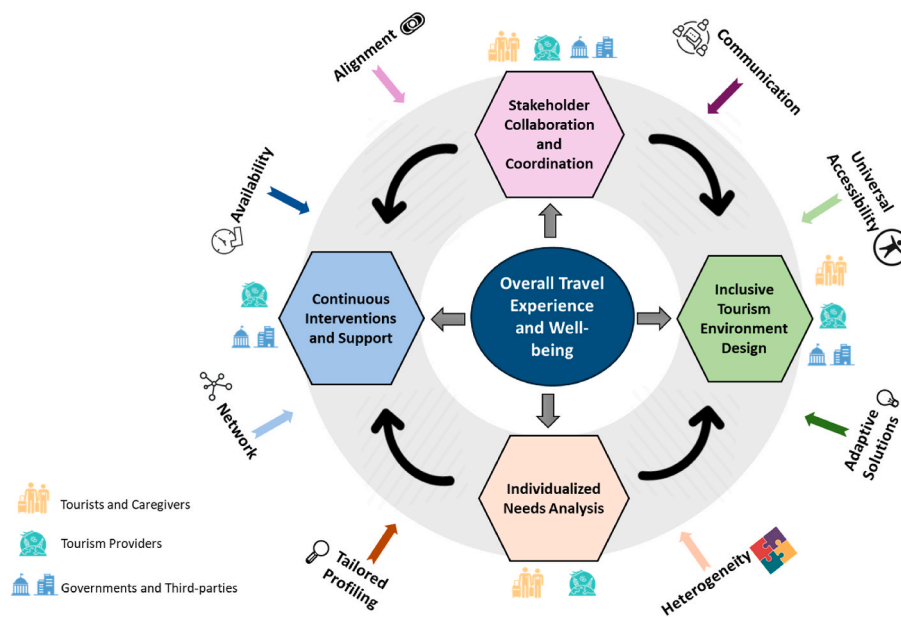 Alignment
Communication
Stakeholder
Collaboration
and
Coordination
Availability
Universal
Accessibility
Continuous
Interventions
and Support
Overall Travel
Experience
and Well-
being
Inclusive
Tourism
Environment
Design
Network
Adaptive
Solutions
Individualized
Needs Analysis
Tailored
Profiling
Heterogeneity
Tourists and Caregivers
Tourism Providers
Governments and Third-parties